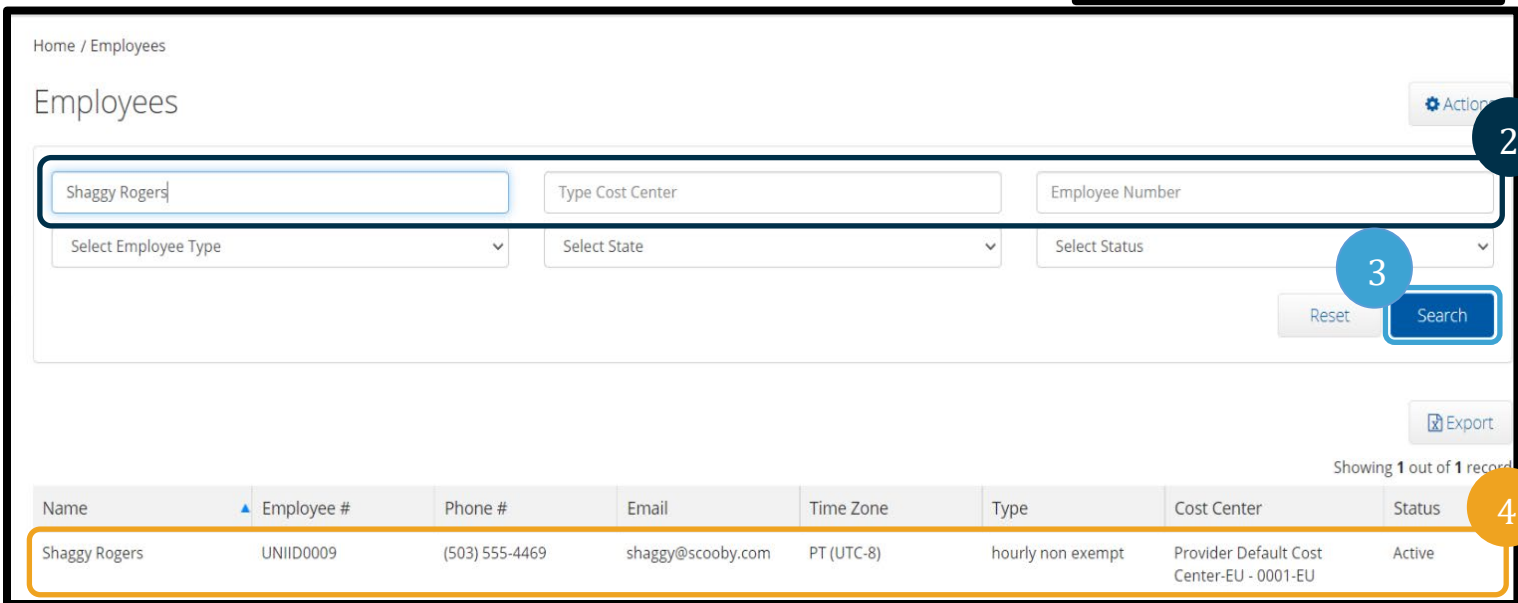 Home / Employees
Employees
Actions
2
Shaggy Rogers
Type Cost Center
Employee Number
Select Employee Type
Select State
Select Status
3
Reset
Search
Export
Showing 1 out of 1 record
Name
Employee #
Phone #
Email
Time Zone
Type
Cost Center
Status
4
Shaggy Rogers
UNIID0009
(503) 555-4469
shaggy@scooby.com
PT (UTC-8)
hourly non exempt
Provider Default Cost
Center-EU - 0001-EU
Active